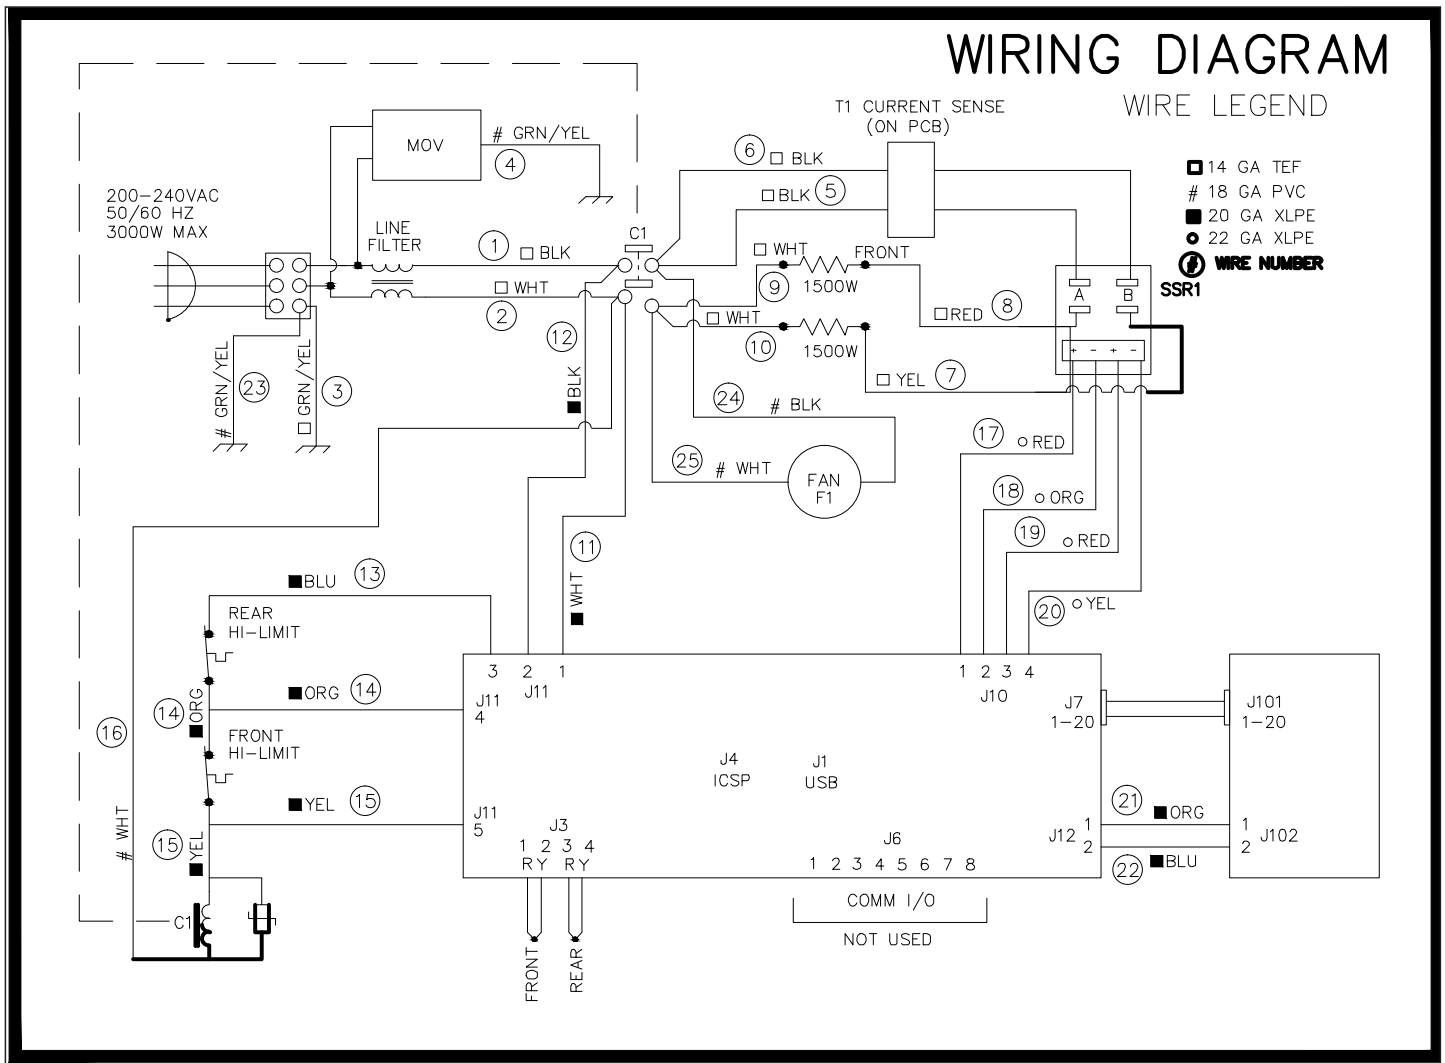 WIRING DIAGRAM
WIRE LEGEND
14 GA TEF
# 18 GA PVC
20 GA XLPE
22 GA XLPE
# WIRE NUMBER
T1 CURRENT SENSE
(ON PCB)
MOV
# GRN/YEL
4
200-240VAC
50/60 HZ
3000W MAX
LINE
FILTER
1
BLK
WHT
2
C1
6
BLK
BLK
5
WHT
FRONT
9
1500W
WHT
10
1500W
RED
8
YEL
7
SSR1
A
B
+ - + -
# GRN/YEL
23
GRN/YEL
3
12
BLK
24
# BLK
25
# WHT
FAN
F1
17
RED
18
ORG
19
RED
20
YEL
11
WHT
BLU
13
REAR
HI-LIMIT
ORG
14
14
ORG
FRONT
HI-LIMIT
16
# WHT
YEL
15
15
YEL
C1
3 2 1
J11
J11
4
J11
5
1 2 3 4
J10
J4
ICSP
J1
USB
J7
1-20
J101
1-20
J3
1 2 3 4
R Y R Y
FRONT
REAR
J6
1 2 3 4 5 6 7 8
COMM I/O
NOT USED
J12
1
2
21
ORG
22
BLU
1
2
J102